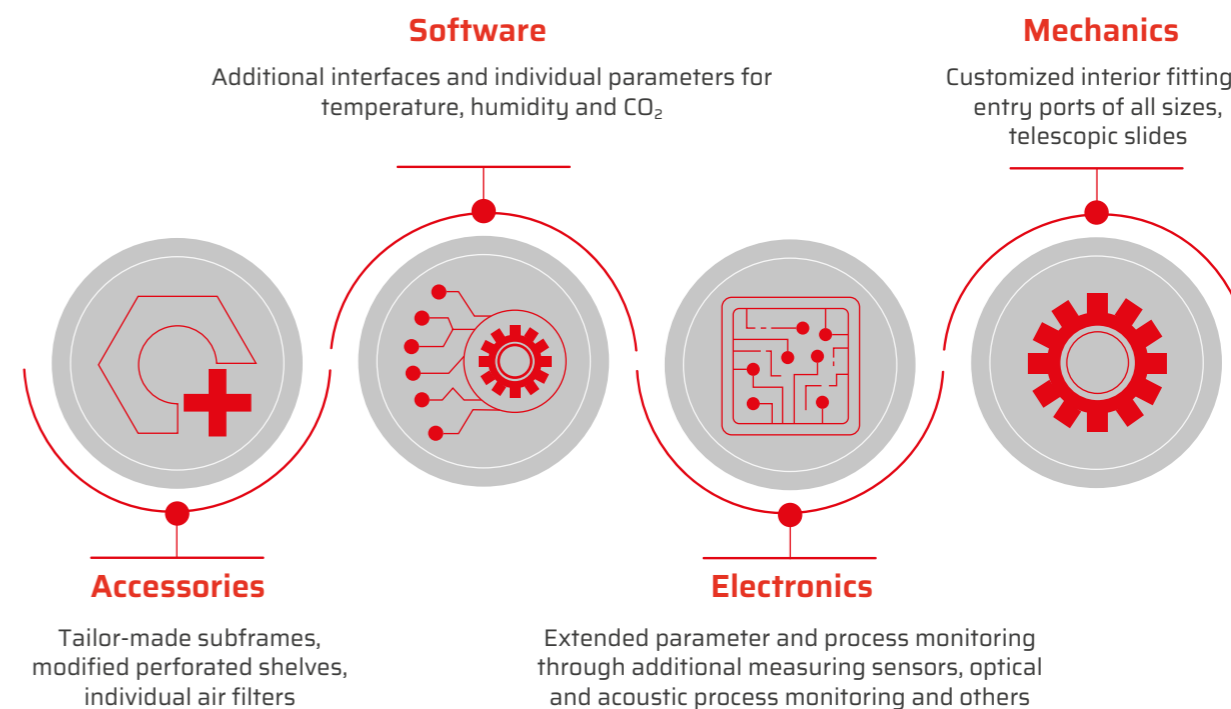 Software
Additional interfaces and individual parameters for
temperature, humidity and CO₂
Mechanics
Customized interior fitting
entry ports of all sizes,
telescopic slides
Accessories
Tailor-made subframes,
modified perforated shelves,
individual air filters
Electronics
Extended parameter and process monitoring
through additional measuring sensors, optical
and acoustic process monitoring and others